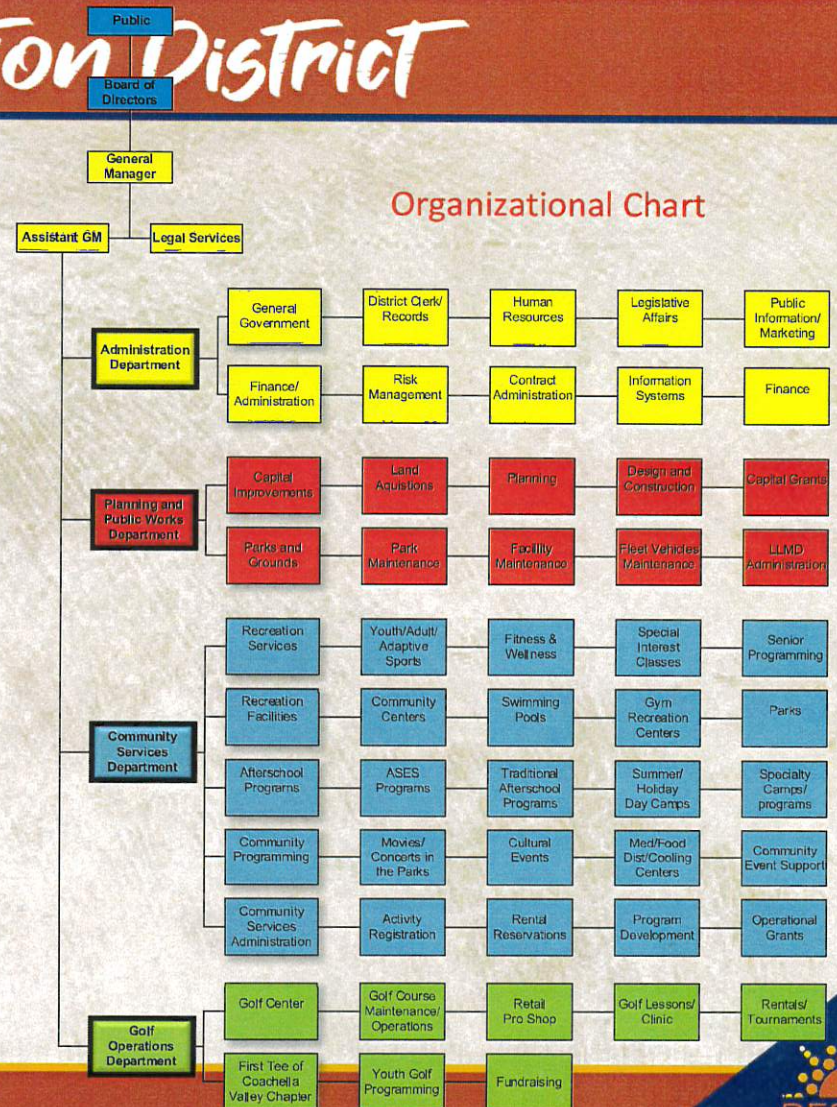 Public
on District
Board of
Directors
General
Manager
Organizational Chart
Assistant GM
Legal Services
Administration
Department
General
Government
District Clerk/
Records
Human
Resources
Legislative
Affairs
Public
Information/
Marketing
Finance/
Administration
Risk
Management
Contract
Administration
Information
Systems
Finance
Planning and
Public Works
Department
Capital
Improvements
Land
Aquistions
Planning
Design and
Construction
Capital Grants
Parks and
Grounds
Park
Maintenance
Facility
Maintenance
Fleet Vehicles
Maintenance
LLMD
Administration
Community
Services
Department
Recreation
Services
Youth/Adult/
Adaptive
Sports
Fitness &
Wellness
Special
Interest
Classes
Senior
Programming
Recreation
Facilities
Community
Centers
Swimming
Pools
Gym
Recreation
Centers
Parks
Afterschool
Programs
ASES
Programs
Traditional
Afterschool
Programs
Summer/
Holiday
Day Camps
Specialty
Camps/
programs
Community
Programming
Movies/
Concerts in
the Parks
Cultural
Events
Med/Food
Dist/Cooling
Centers
Community
Event Support
Community
Services
Administration
Activity
Registration
Rental
Reservations
Program
Development
Operational
Grants
Golf
Operations
Department
Golf Center
Golf Course
Maintenance/
Operations
Retail
Pro Shop
Golf Lessons/
Clinic
Rentals/
Tournaments
First Tee of
Coachella
Valley Chapter
Youth Golf
Programming
Fundraising